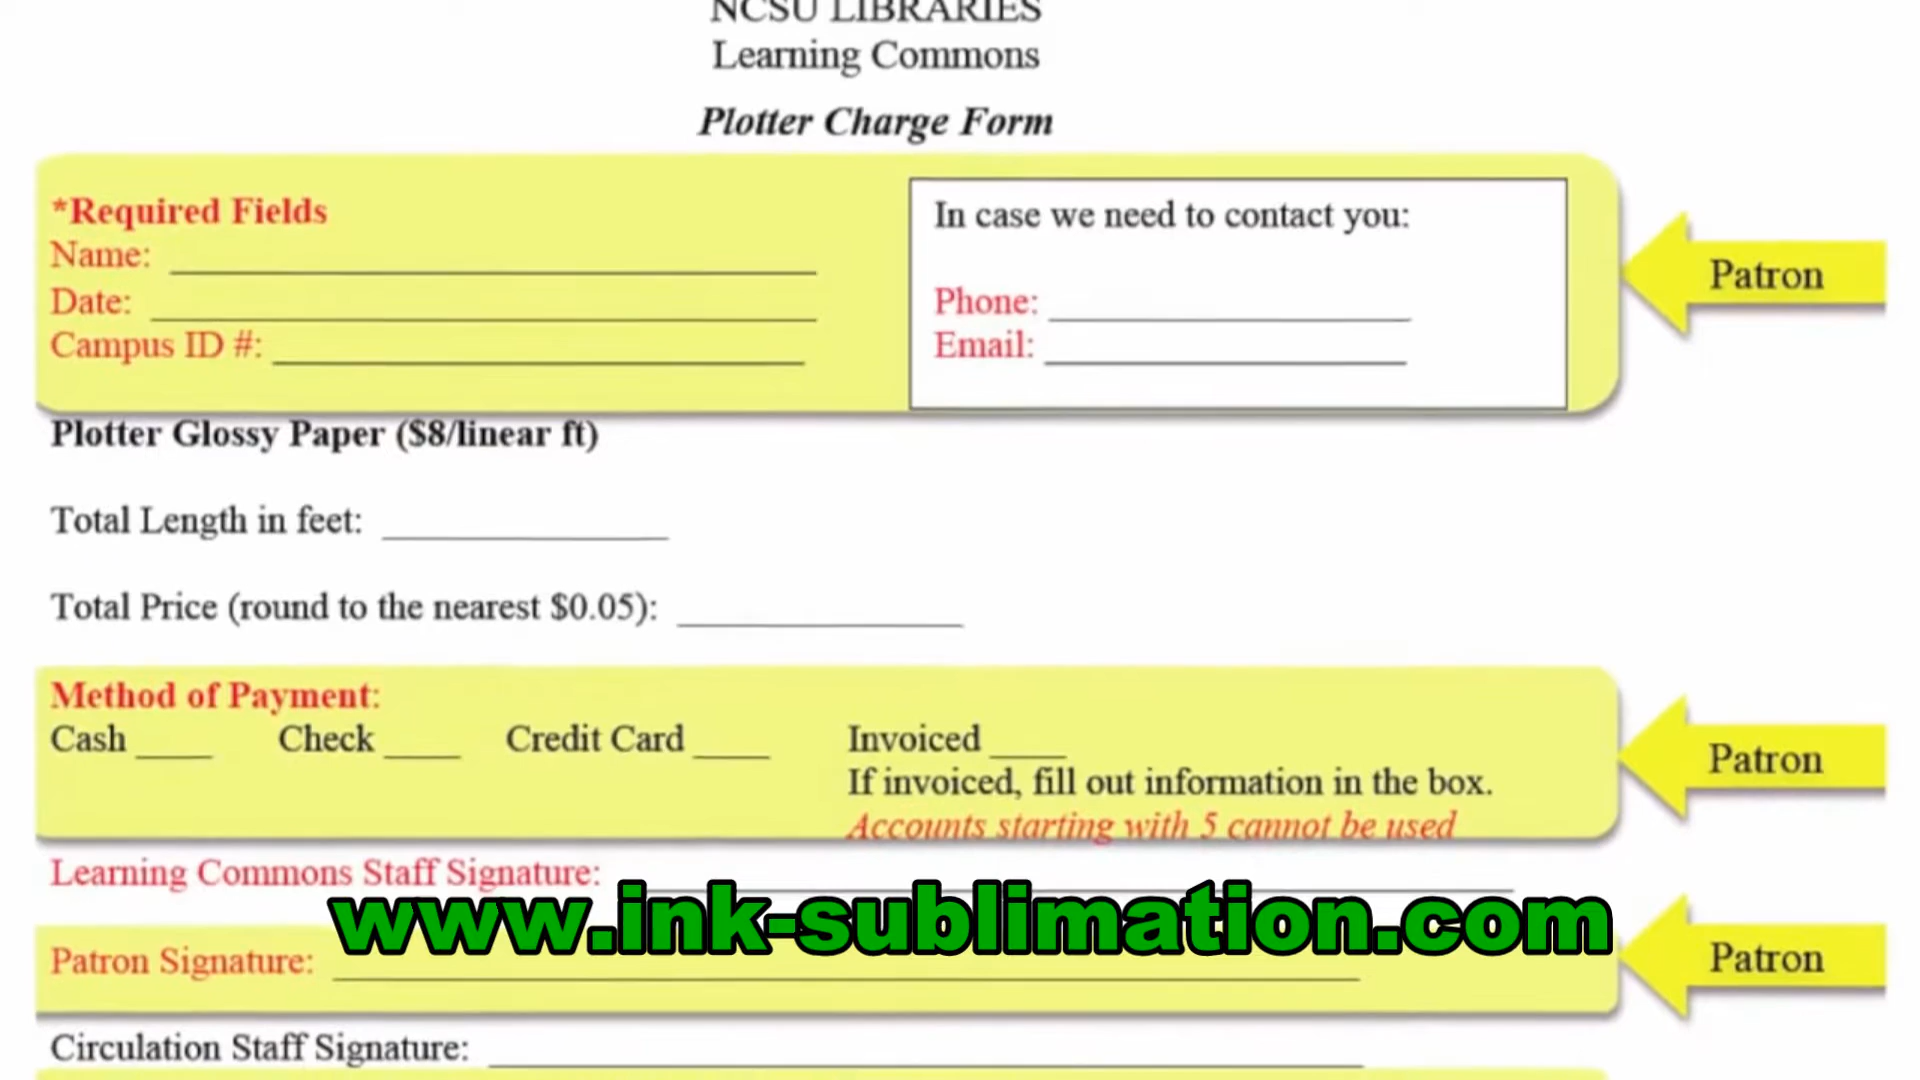 NCSU LIBRARIES
Learning Commons
Plotter Charge Form
*Required Fields
Name:
Date:
Campus ID #:
In case we need to contact you:
Phone:
Email:
Patron
Plotter Glossy Paper ($8/linear ft)
Total Length in feet:
Total Price (round to the nearest $0.05):
Method of Payment:
Cash ____ Check ____ Credit Card ____ Invoiced ____
If invoiced, fill out information in the box.
Accounts starting with 5 cannot be used
Patron
Learning Commons Staff Signature:
www.ink-sublimation.com
Patron Signature:
Patron
Circulation Staff Signature: